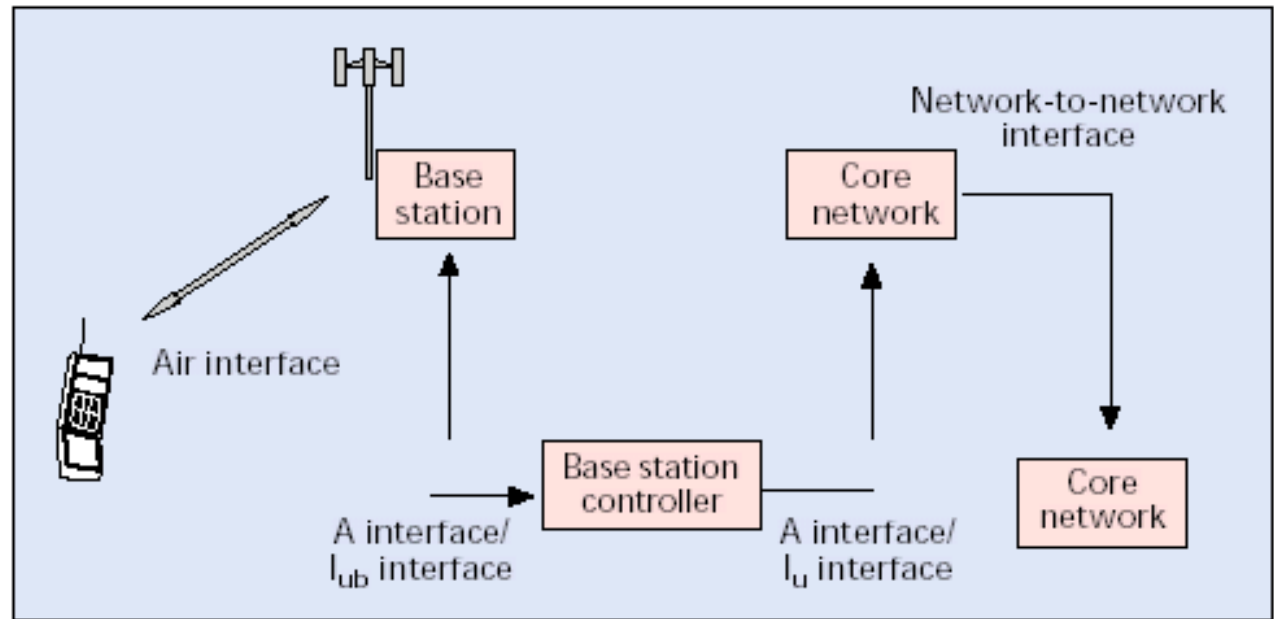 Network-to-network
interface
Base
station
Core
network
Air interface
Base station
controller
Core
network
A interface/
Iub interface
A interface/
Iu interface